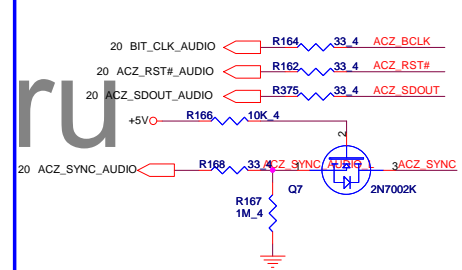 20 BIT_CLK_AUDIO R164 33_4 ACZ_BCLK
20 ACZ_RST#_AUDIO R162 33_4 ACZ_RST#
20 ACZ_SDOUT_AUDIO R375 33_4 ACZ_SDOUT
ru
+5V R166 10K_4
2
20 ACZ_SYNC_AUDIO R168 33_4 ACZ_SYNC_AUDIO_L 1 3 ACZ_SYNC
Q7 2N7002K
R167
1M_4